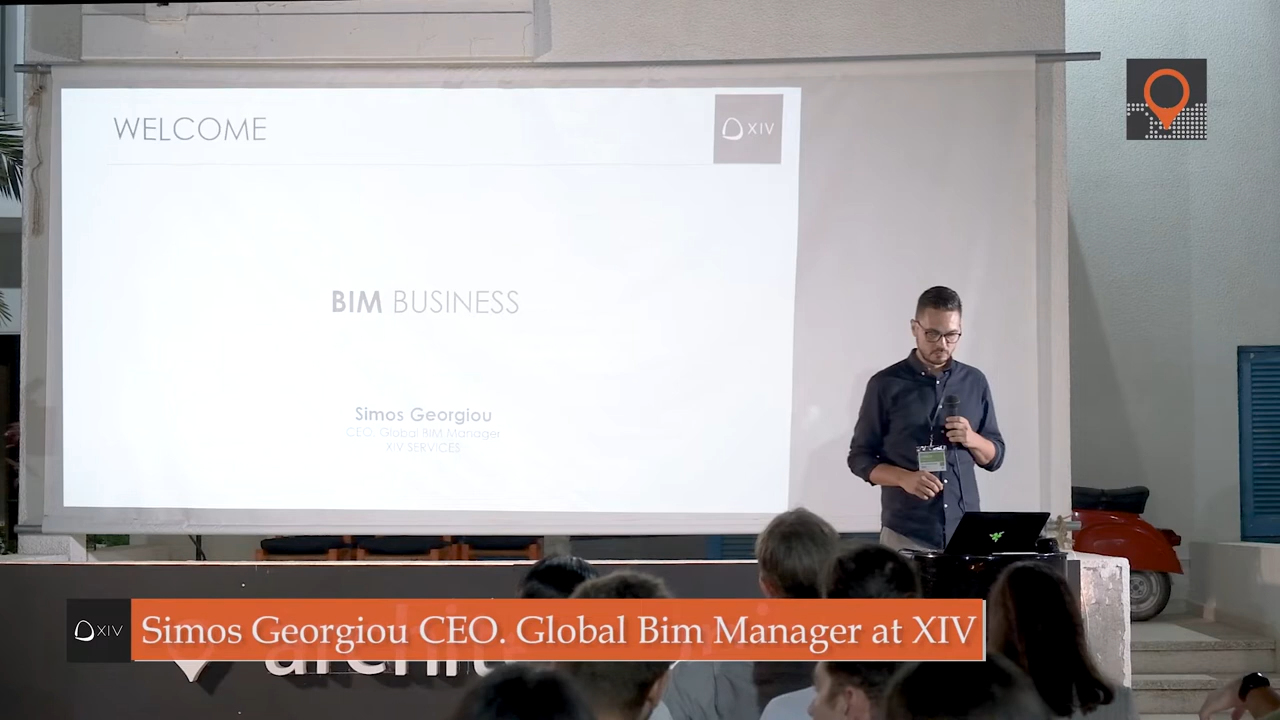 WELCOME
XIV
BIM BUSINESS
Simos Georgiou
CEO, Global BIM Manager
XIV SERVICES
XIV
Simos Georgiou CEO. Global Bim Manager at XIV